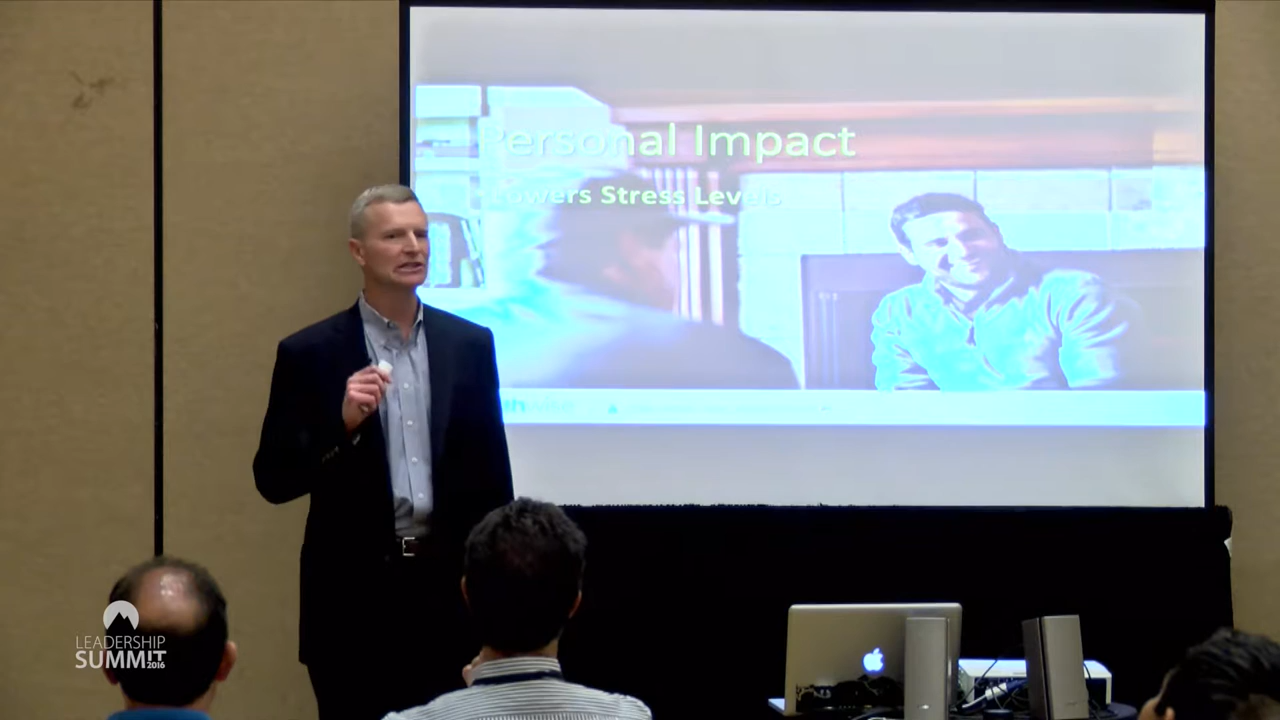 Personal Impact
Lowers Stress Levels
LEADERSHIP
SUMMIT
2016